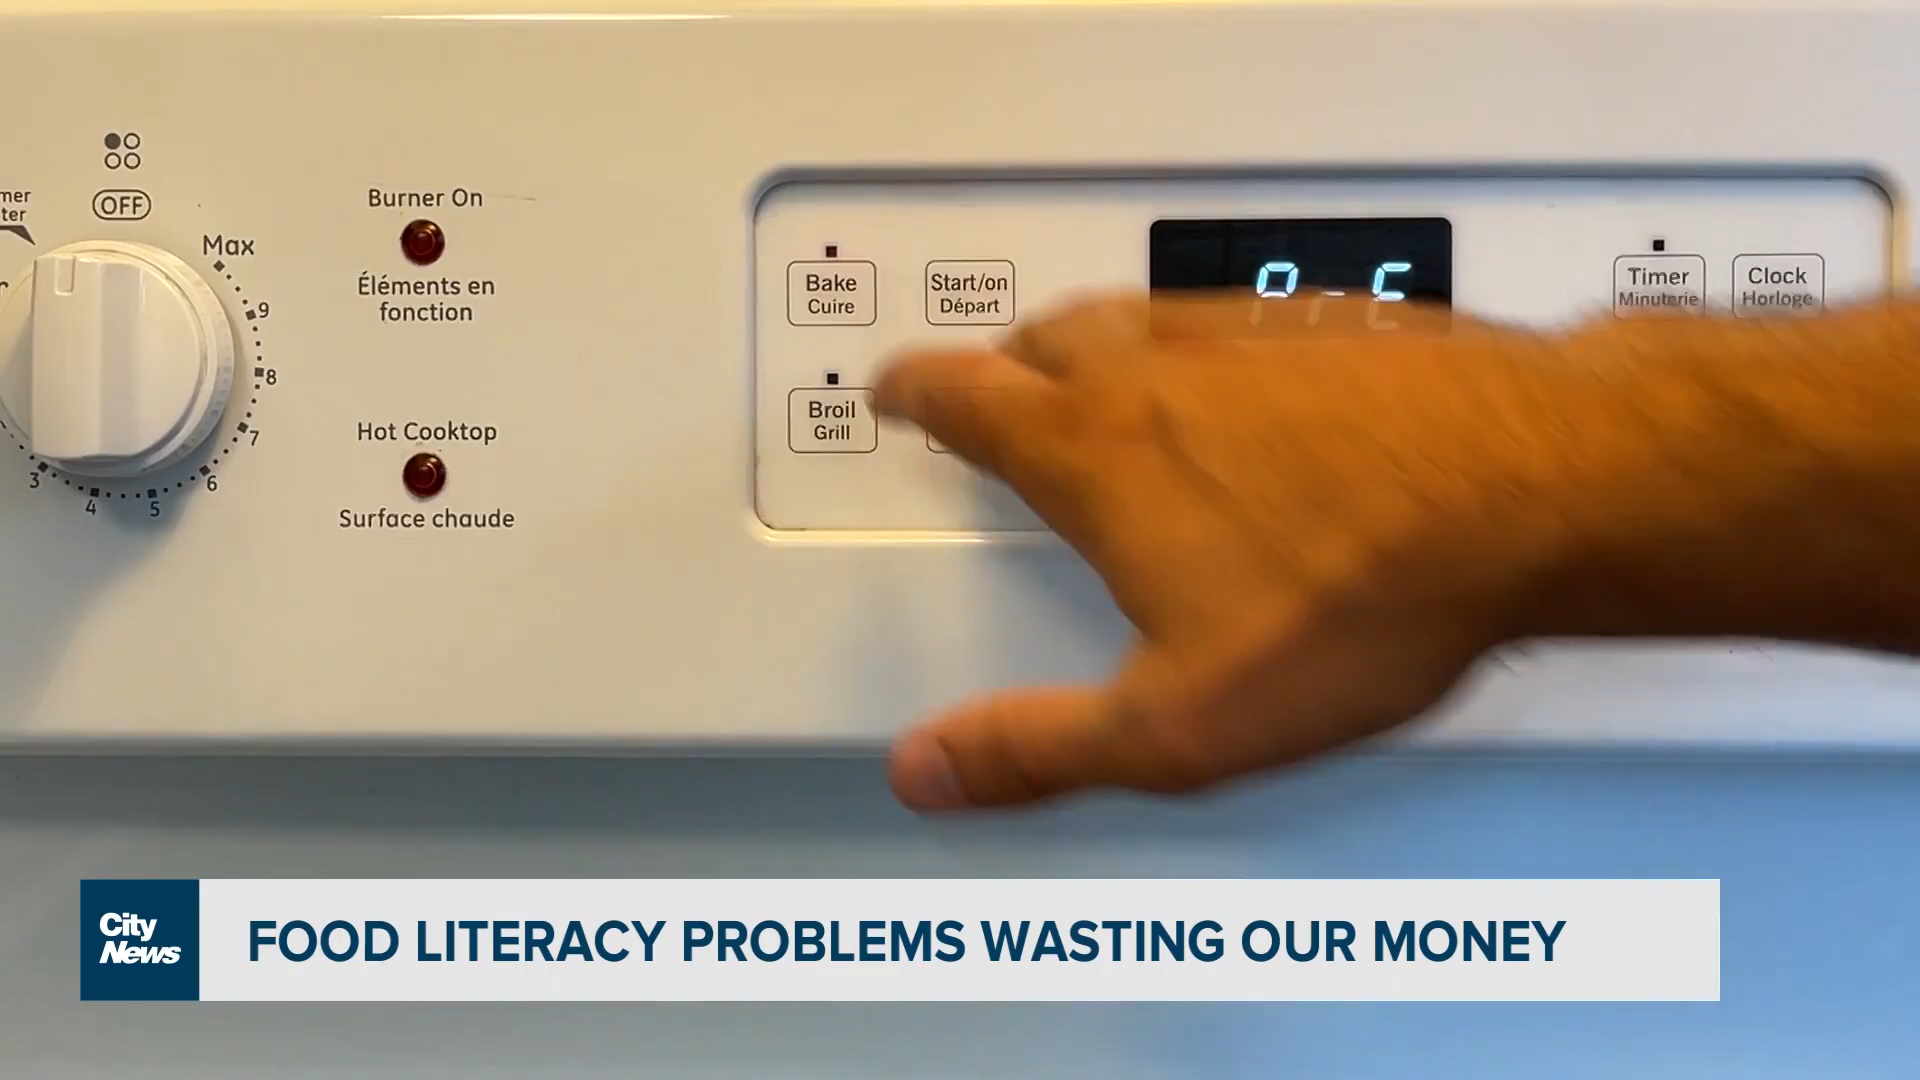 OFF
Max
9
8
7
6
5
4
3
Burner On
Éléments en
fonction
Hot Cooktop
Surface chaude
Bake
Cuire
Start/on
Départ
Broil
Grill
Timer
Minuterie
Clock
Horloge
City
News
FOOD LITERACY PROBLEMS WASTING OUR MONEY